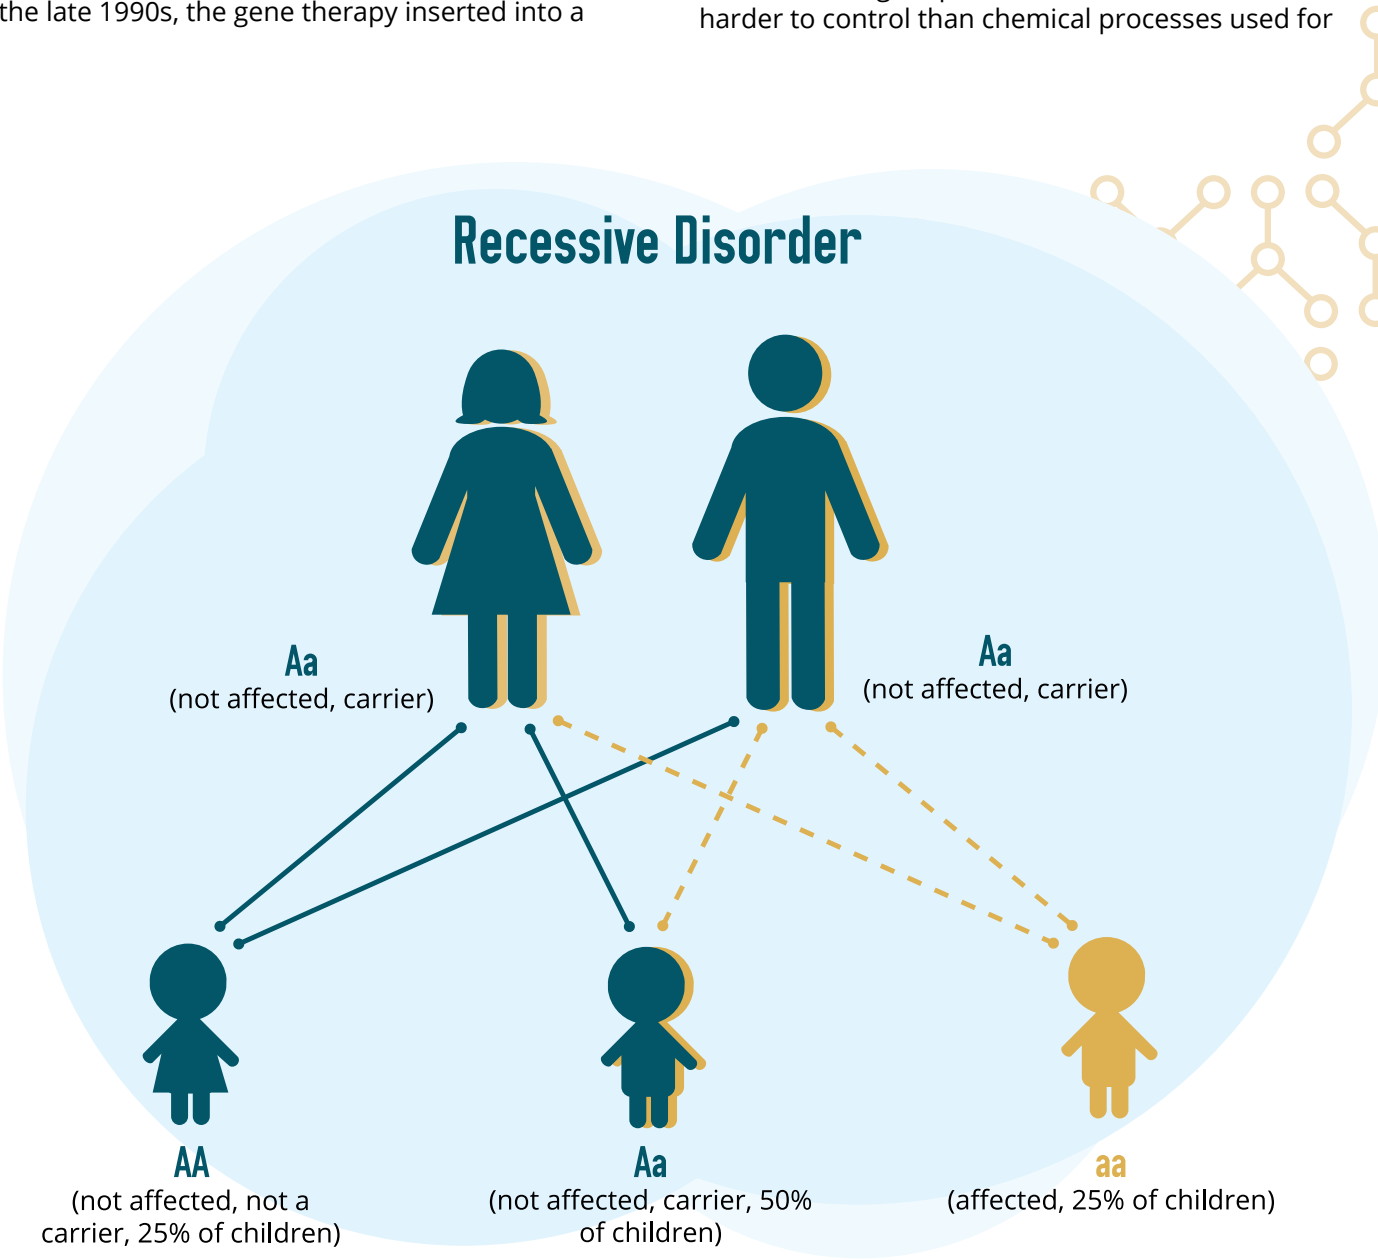 the late 1990s, the gene therapy inserted into a
harder to control than chemical processes used for
Recessive Disorder
Aa
(not affected, carrier)
Aa
(not affected, carrier)
AA
(not affected, not a
carrier, 25% of children)
Aa
(not affected, carrier, 50%
of children)
aa
(affected, 25% of children)